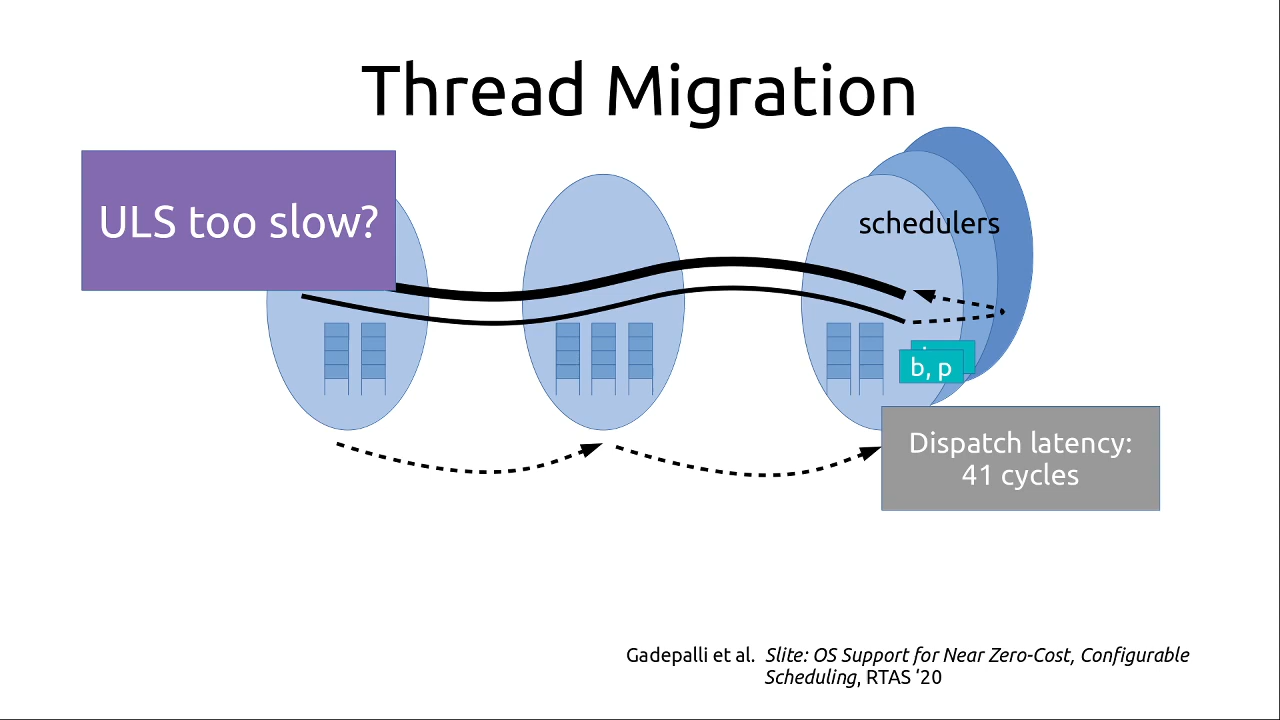 Thread Migration
ULS too slow?
schedulers
b, p
Dispatch latency:
41 cycles
Gadepalli et al. Slite: OS Support for Near Zero-Cost, Configurable
Scheduling, RTAS ‘20